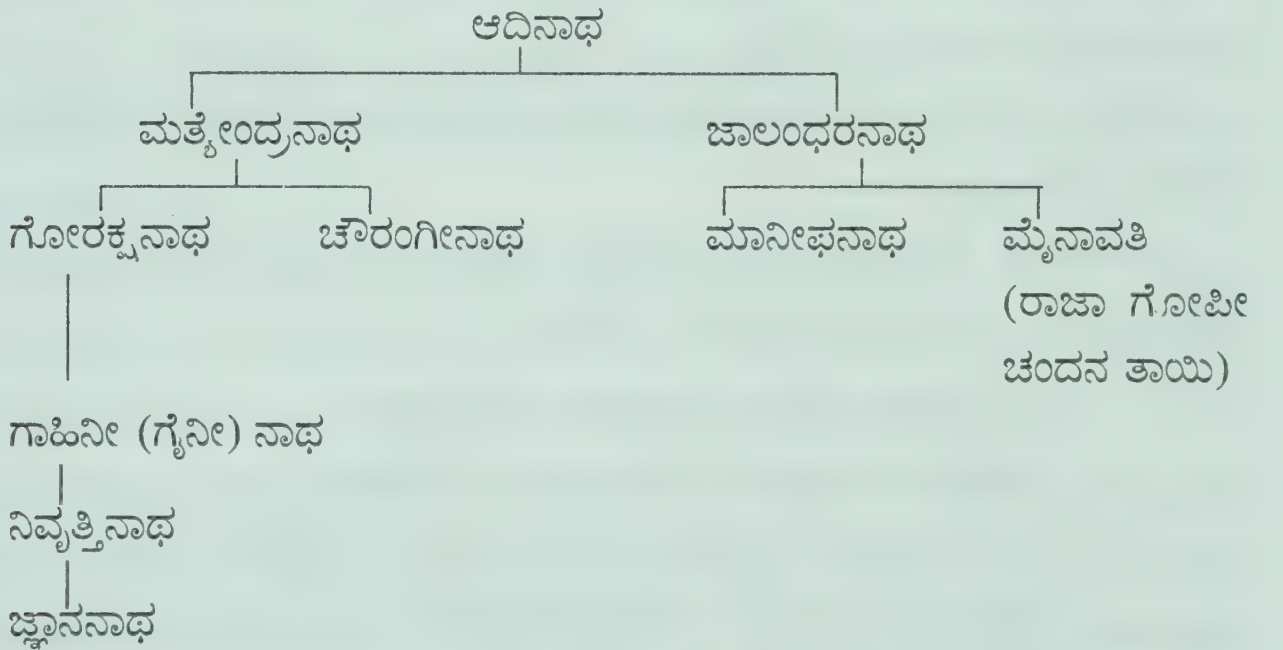 ಆದಿನಾಥ
ಮತ್ಯೇಂದ್ರನಾಥ ಜಾಲಂಧರನಾಥ
ಗೋರಕ್ಷನಾಥ ಚೌರಂಗೀನಾಥ ಮಾನೀಫನಾಥ ಮೈನಾವತಿ
(ರಾಜಾ ಗೋಪೀ
ಚಂದನ ತಾಯಿ)
ಗಾಹಿನೀ (ಗೈನೀ) ನಾಥ
ನಿವೃತ್ತಿನಾಥ
ಜ್ಞಾನನಾಥ